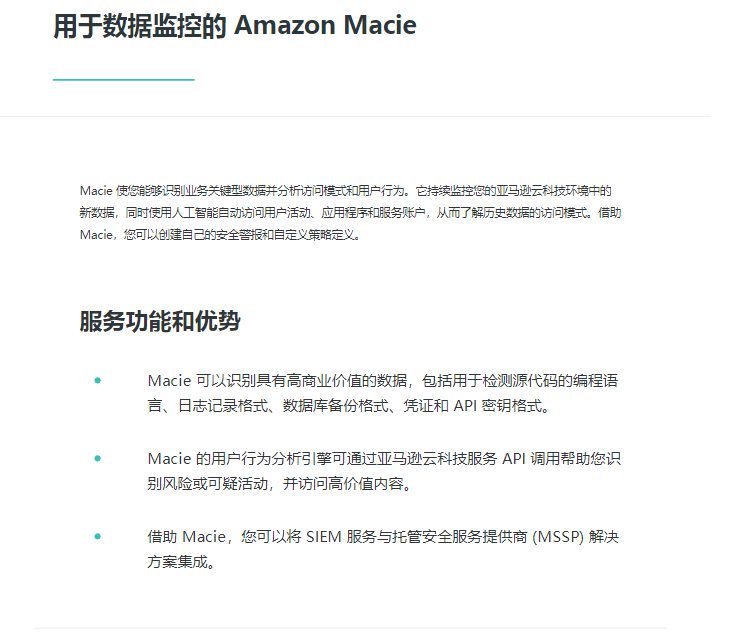 用于数据监控的 Amazon Macie
Macie 使您能够识别业务关键型数据并分析访问模式和用户行为。它持续监控您的亚马逊云科技环境中的
新数据，同时使用人工智能自动访问用户活动、应用程序和服务账户，从而了解历史数据的访问模式。借助
Macie，您可以创建自己的安全警报和自定义策略定义。
服务功能和优势
Macie 可以识别具有高商业价值的数据，包括用于检测源代码的编程语
言、日志记录格式、数据库备份格式、凭证和 API 密钥格式。
Macie 的用户行为分析引擎可通过亚马逊云科技服务 API 调用帮助您识
别风险或可疑活动，并访问高价值内容。
借助 Macie，您可以将 SIEM 服务与托管安全服务提供商 (MSSP) 解决
方案集成。